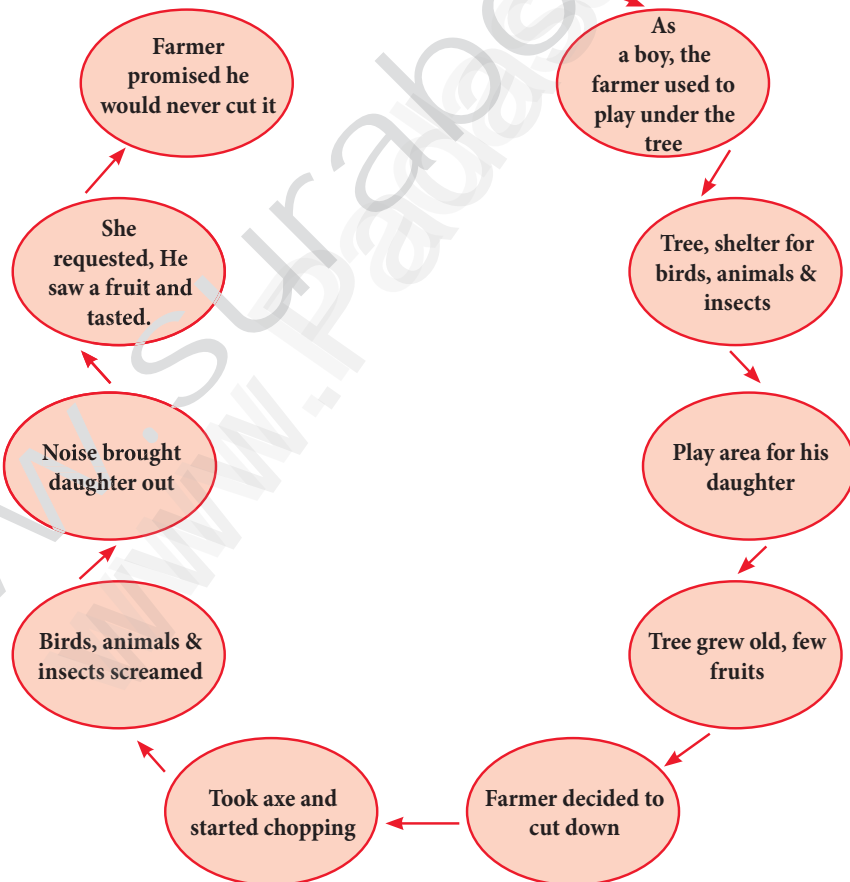 As
a boy, the
farmer used to
play under the
tree
Tree, shelter for
birds, animals &
insects
Play area for his
daughter
Tree grew old, few
fruits
Farmer decided to
cut down
Took axe and
started chopping
Birds, animals &
insects screamed
Noise brought
daughter out
She
requested, He
saw a fruit and
tasted.
Farmer
promised he
would never cut it